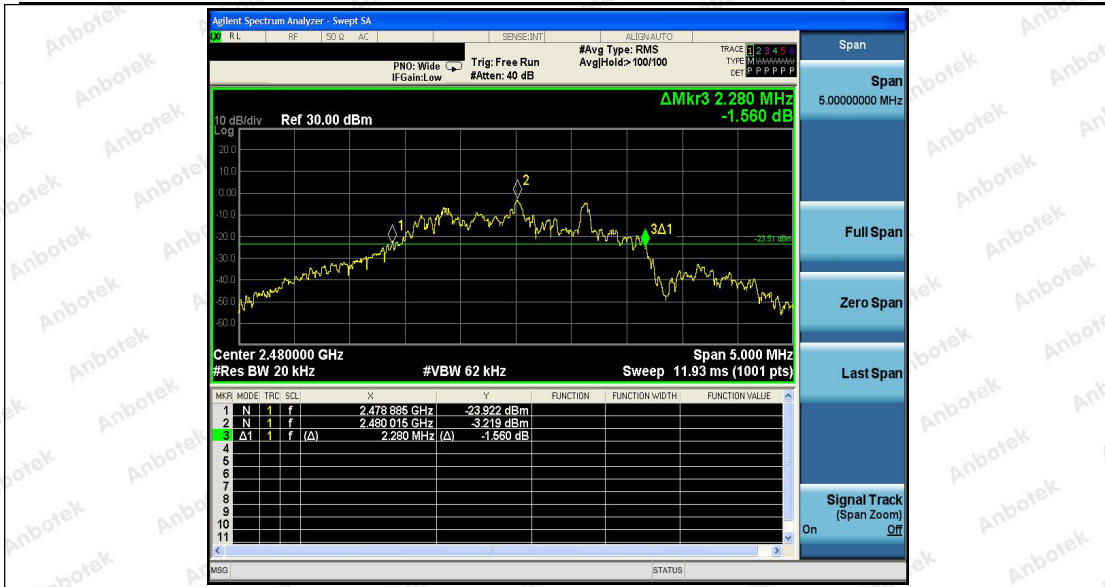 Agilent Spectrum Analyzer - Swept SA
LXI RL RF 50 Ω AC SENSE:INT ALIGN AUTO
PNO: Wide Trig: Free Run #Avg Type: RMS TRACE 1 2 3 4 5 6
IFGain:Low #Atten: 40 dB Avg|Hold:>100/100 TYPE M WWWWW
DET P P P P P P
ΔMkr3 2.280 MHz
-1.560 dB
10 dB/div Ref 30.00 dBm
Log
20.0
10.0
0.00
-10.0
-20.0
-30.0
-40.0
-50.0
-60.0
1
2
3Δ1
-23.51 dBm
Center 2.480000 GHz Span 5.000 MHz
#Res BW 20 kHz #VBW 62 kHz Sweep 11.93 ms (1001 pts)
MKR MODE TRC SCL X Y FUNCTION FUNCTION WIDTH FUNCTION VALUE
1 N 1 f 2.478 885 GHz -23.922 dBm
2 N 1 f 2.480 015 GHz -3.219 dBm
3 Δ1 1 f (Δ) 2.280 MHz (Δ) -1.560 dB
4
5
6
7
8
9
10
11
MSG STATUS
Span
Span
5.00000000 MHz
Full Span
Zero Span
Last Span
Signal Track
(Span Zoom)
On Off
Anbotek